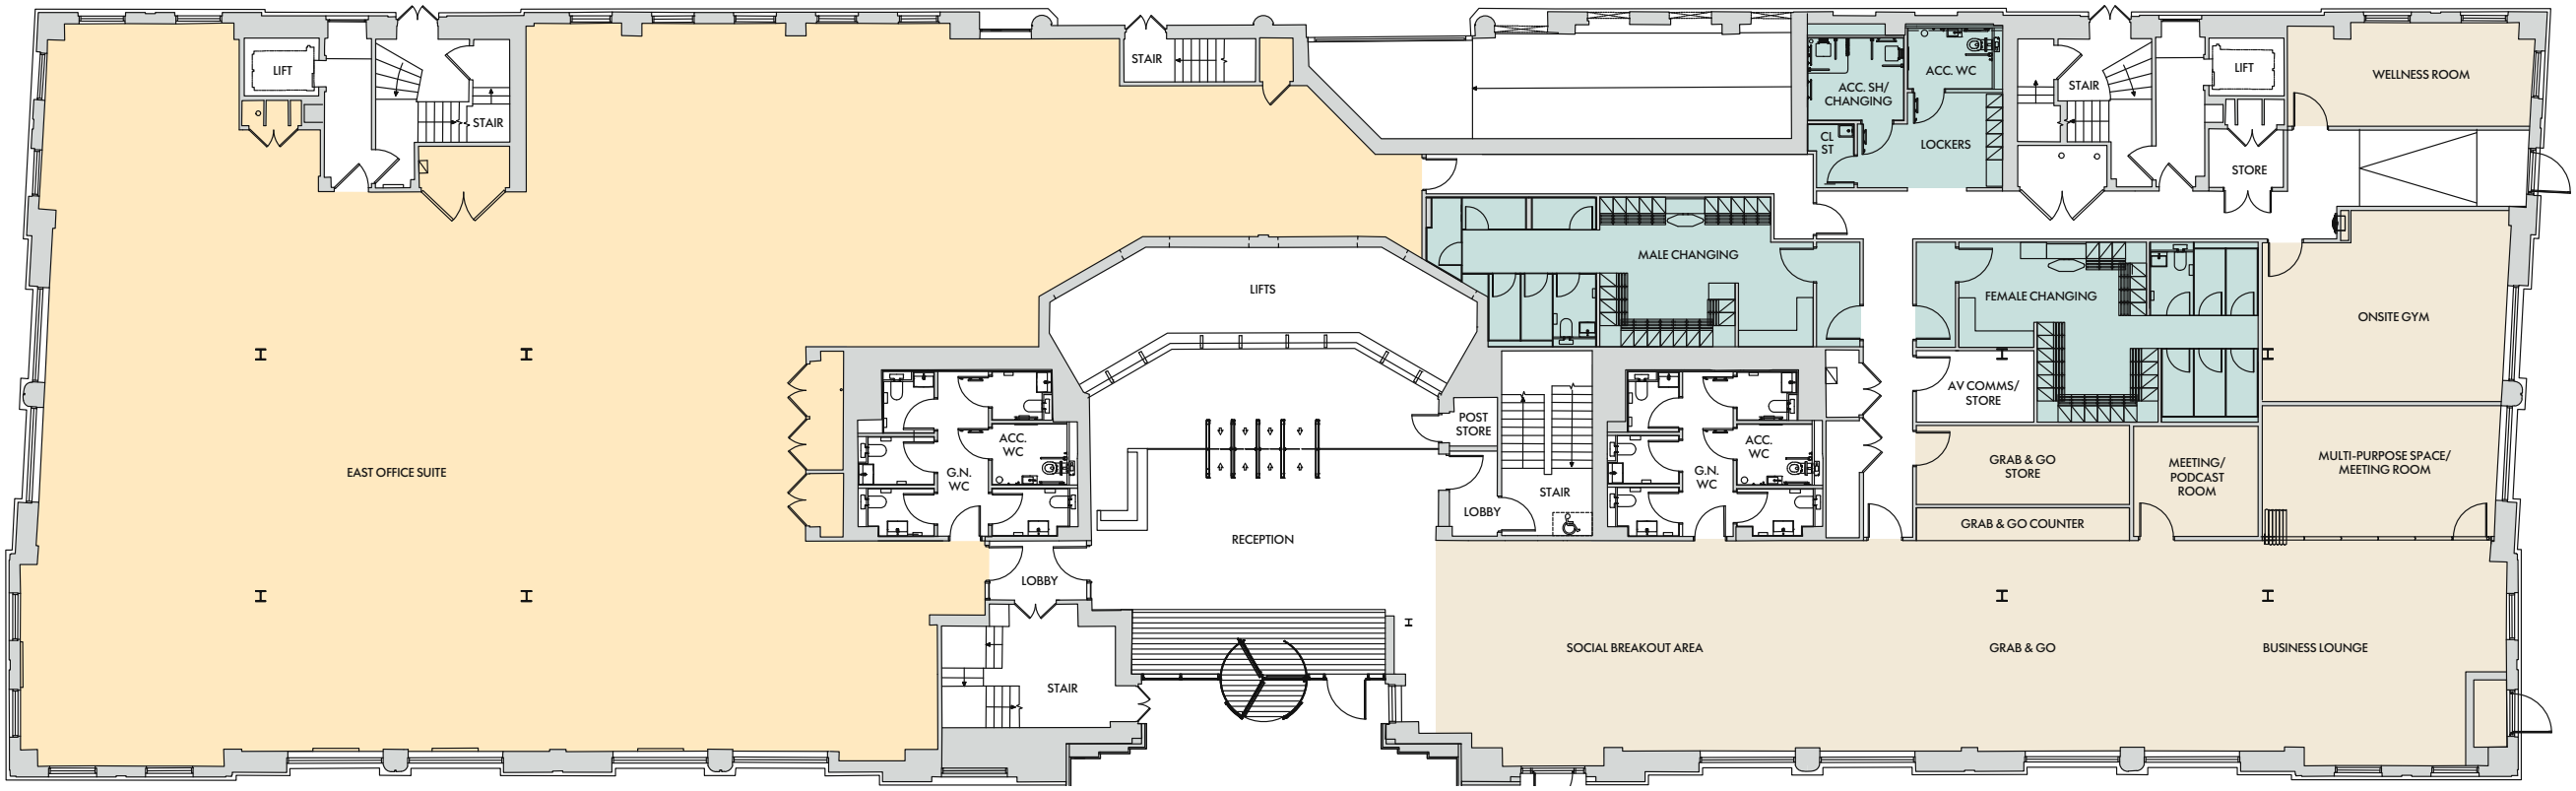 LIFT
STAIR
STAIR
ACC. SH/
CHANGING
ACC. WC
CL
ST
LOCKERS
STAIR
LIFT
STORE
WELLNESS ROOM
MALE CHANGING
LIFTS
FEMALE CHANGING
ONSITE GYM
AV COMMS/
STORE
POST
STORE
EAST OFFICE SUITE
ACC.
WC
G.N.
WC
LOBBY
STAIR
ACC.
WC
G.N.
WC
GRAB & GO
STORE
MEETING/
PODCAST
ROOM
MULTI-PURPOSE SPACE/
MEETING ROOM
GRAB & GO COUNTER
RECEPTION
LOBBY
STAIR
SOCIAL BREAKOUT AREA
GRAB & GO
BUSINESS LOUNGE